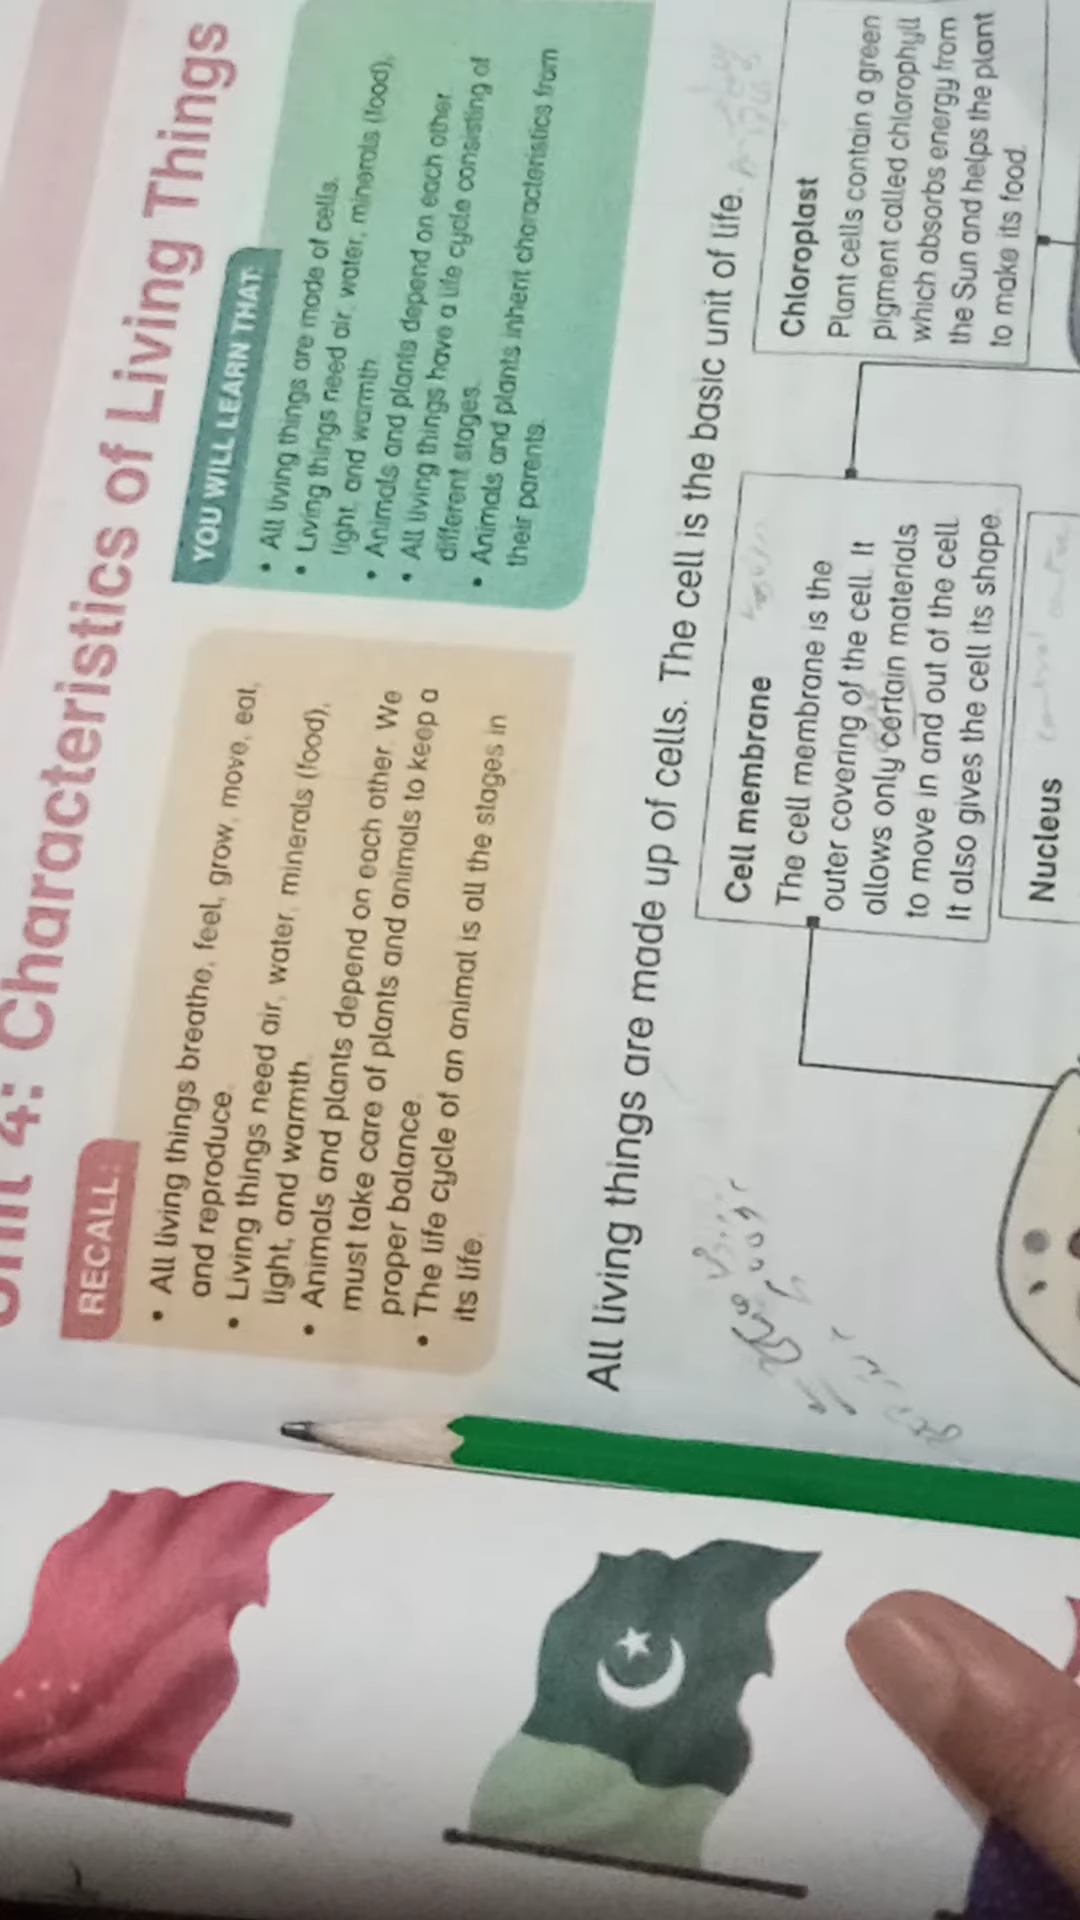 Unit 4: Characteristics of Living Things
RECALL:
• All living things breathe, feel, grow, move, eat,
and reproduce.
• Living things need air, water, minerals (food),
light, and warmth.
• Animals and plants depend on each other. We
must take care of plants and animals to keep a
proper balance.
• The life cycle of an animal is all the stages in
its life.
YOU WILL LEARN THAT:
• All living things are made of cells.
• Living things need air, water, minerals (food),
light, and warmth.
• Animals and plants depend on each other.
• All living things have a life cycle consisting of
different stages.
• Animals and plants inherit characteristics from
their parents.
All living things are made up of cells. The cell is the basic unit of life.
Cell membrane
The cell membrane is the
outer covering of the cell. It
allows only certain materials
to move in and out of the cell.
It also gives the cell its shape.
Chloroplast
Plant cells contain a green
pigment called chlorophyll
which absorbs energy from
the Sun and helps the plant
to make its food.
Nucleus